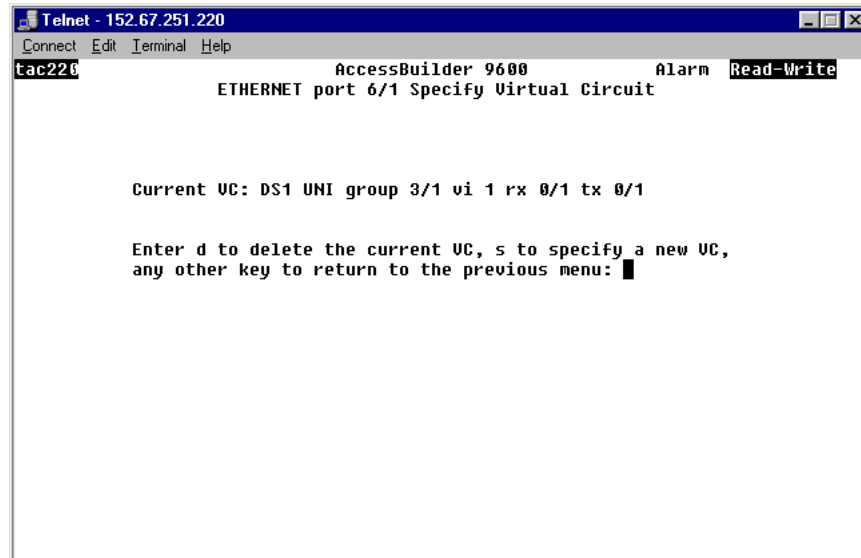 Telnet - 152.67.251.220
Connect Edit Terminal Help
tac220 AccessBuilder 9600 Alarm Read-Write
ETHERNET port 6/1 Specify Virtual Circuit
Current VC: DS1 UNI group 3/1 vi 1 rx 0/1 tx 0/1
Enter d to delete the current VC, s to specify a new VC,
any other key to return to the previous menu: